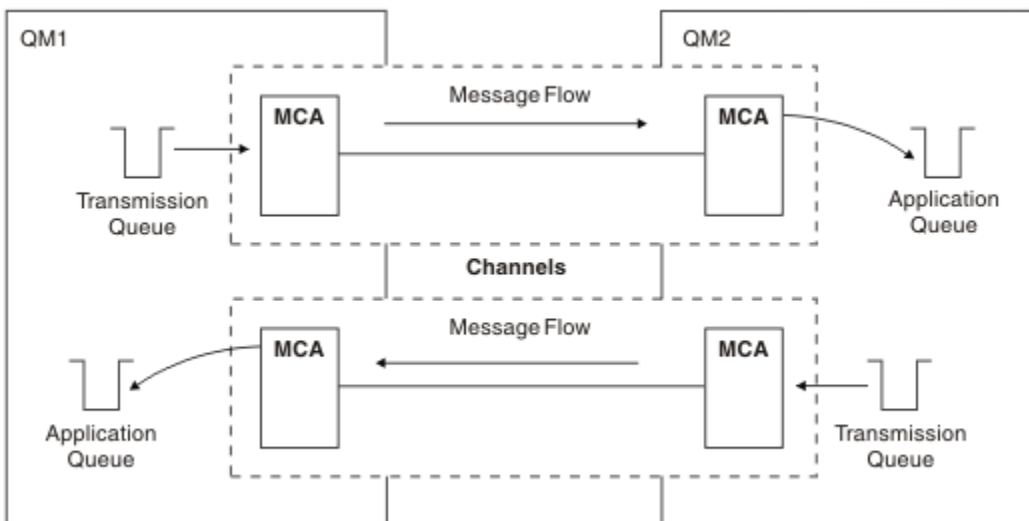 QM1
QM2
Message Flow
MCA
MCA
Transmission
Queue
Application
Queue
Channels
Message Flow
MCA
MCA
Application
Queue
Transmission
Queue